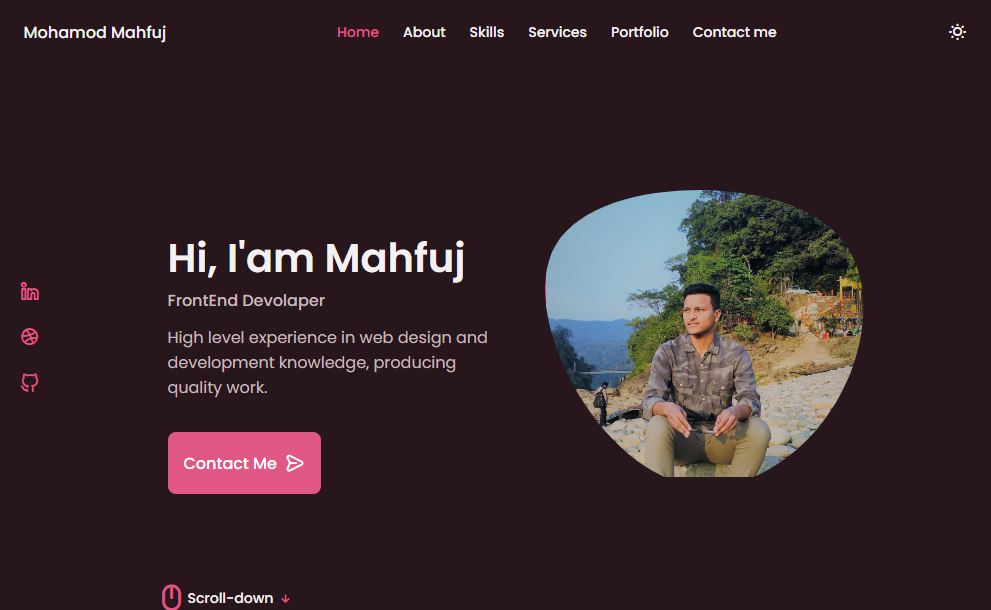 Mohamod Mahfuj
Home About Skills Services Portfolio Contact me
Hi, I'am Mahfuj
FrontEnd Devolaper
High level experience in web design and
development knowledge, producing
quality work.
Contact Me
Scroll-down